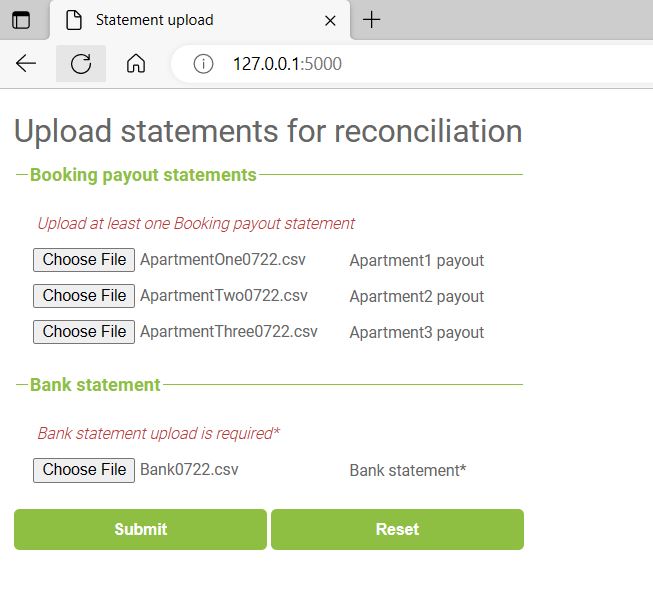 Statement upload
127.0.0.1:5000
Upload statements for reconciliation
Booking payout statements
Upload at least one Booking payout statement
Choose File ApartmentOne0722.csv Apartment1 payout
Choose File ApartmentTwo0722.csv Apartment2 payout
Choose File ApartmentThree0722.csv Apartment3 payout
Bank statement
Bank statement upload is required*
Choose File Bank0722.csv Bank statement*
Submit Reset